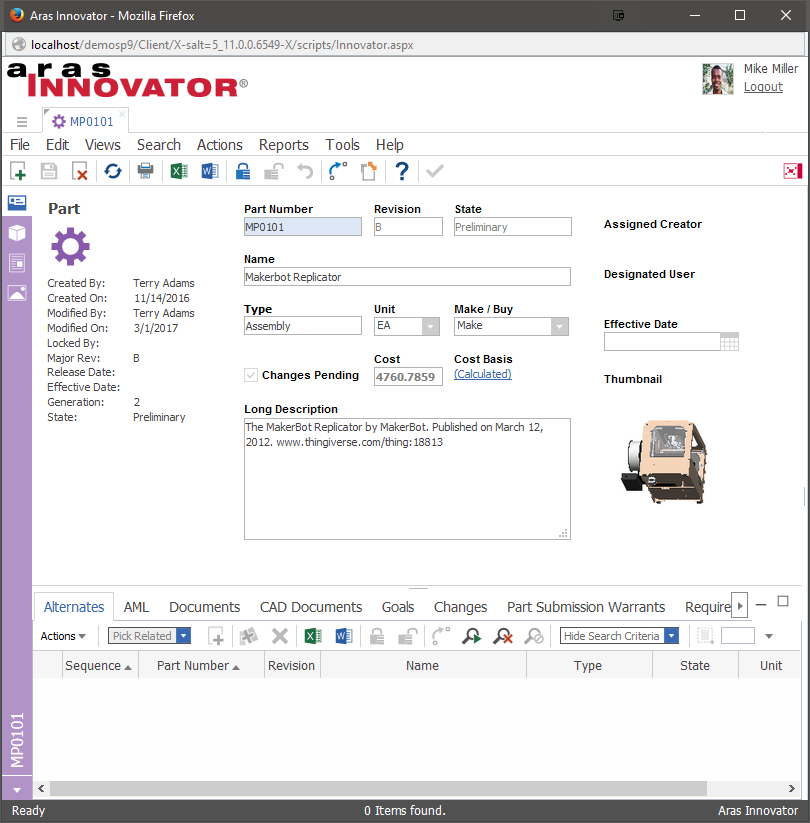 Aras Innovator - Mozilla Firefox
localhost/demosp9/Client/X-salt=5_11.0.0.6549-X/scripts/Innovator.aspx
aras
INNOVATOR®
Mike Miller
Logout
MP0101
File Edit Views Search Actions Reports Tools Help
Part
Created By: Terry Adams
Created On: 11/14/2016
Modified By: Terry Adams
Modified On: 3/1/2017
Locked By:
Major Rev: B
Release Date:
Effective Date:
Generation: 2
State: Preliminary
Part Number Revision State
MP0101 B Preliminary
Name
Makerbot Replicator
Type Unit Make / Buy
Assembly EA Make
Changes Pending
Cost Cost Basis
4760.7859 (Calculated)
Long Description
The MakerBot Replicator by MakerBot. Published on March 12,
2012. www.thingiverse.com/thing:18813
Assigned Creator
Designated User
Effective Date
Thumbnail
Alternates AML Documents CAD Documents Goals Changes Part Submission Warrants Require
Actions Pick Related Hide Search Criteria
Sequence Part Number Revision Name Type State Unit
MP0101
Ready 0 Items found. Aras Innovator